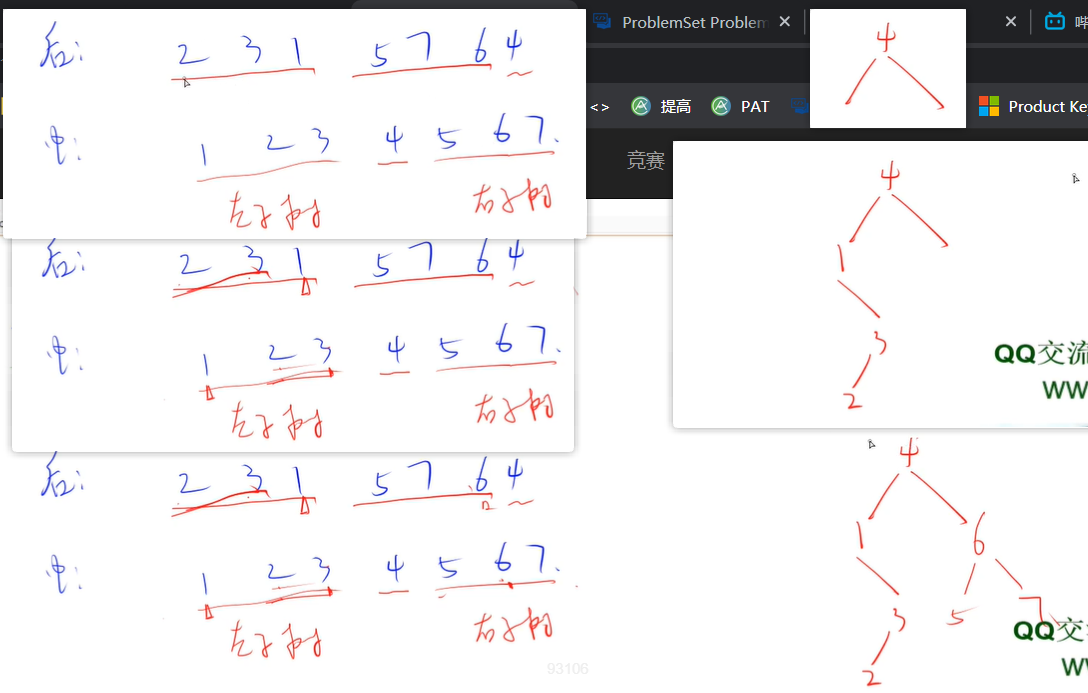 后: 2 3 1 5 7 6 4
中: 1 2 3 4 5 6 7.
左子树 右子树
后: 2 3 1 5 7 6 4
中: 1 2 3 4 5 6 7.
左子树 右子树
后: 2 3 1 5 7 6 4
中: 1 2 3 4 5 6 7.
左子树 右子树
93106
ProblemSet Problem
哔
<> 提高 PAT
Product Key
竞赛
4
4
1
3
2
QQ交流
WW
4
1 6
3 5 7
2
QQ交
WW